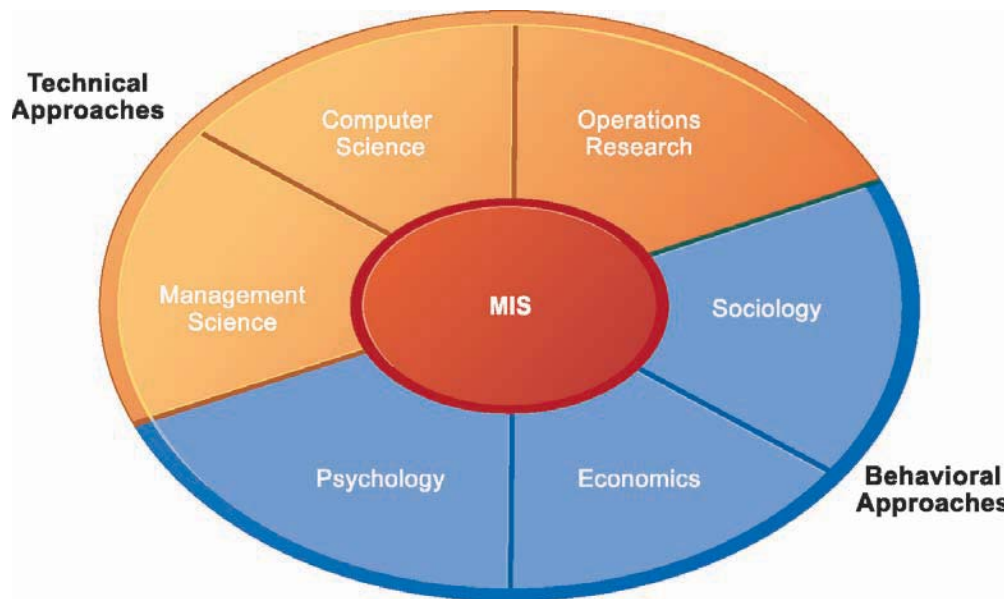 Technical
Approaches
Computer
Science
Operations
Research
Management
Science
MIS
Sociology
Psychology
Economics
Behavioral
Approaches